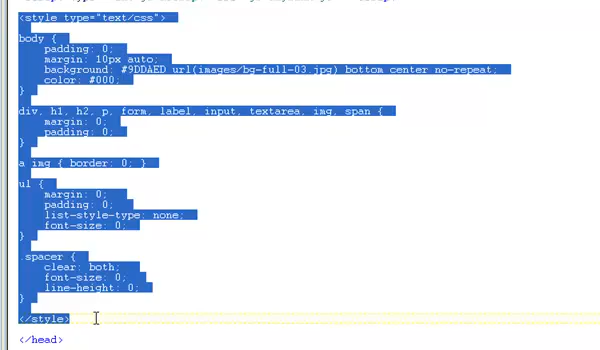 <style type="text/css">
body {
padding: 0;
margin: 10px auto;
background: #9DDAED url(images/bg-full-03.jpg) bottom center no-repeat;
color: #000;
}
div, h1, h2, p, form, label, input, textarea, img, span {
margin: 0;
padding: 0;
}
a img { border: 0; }
ul {
margin: 0;
padding: 0;
list-style-type: none;
font-size: 0;
}
.spacer {
clear: both;
font-size: 0;
line-height: 0;
}
</style>
</head>